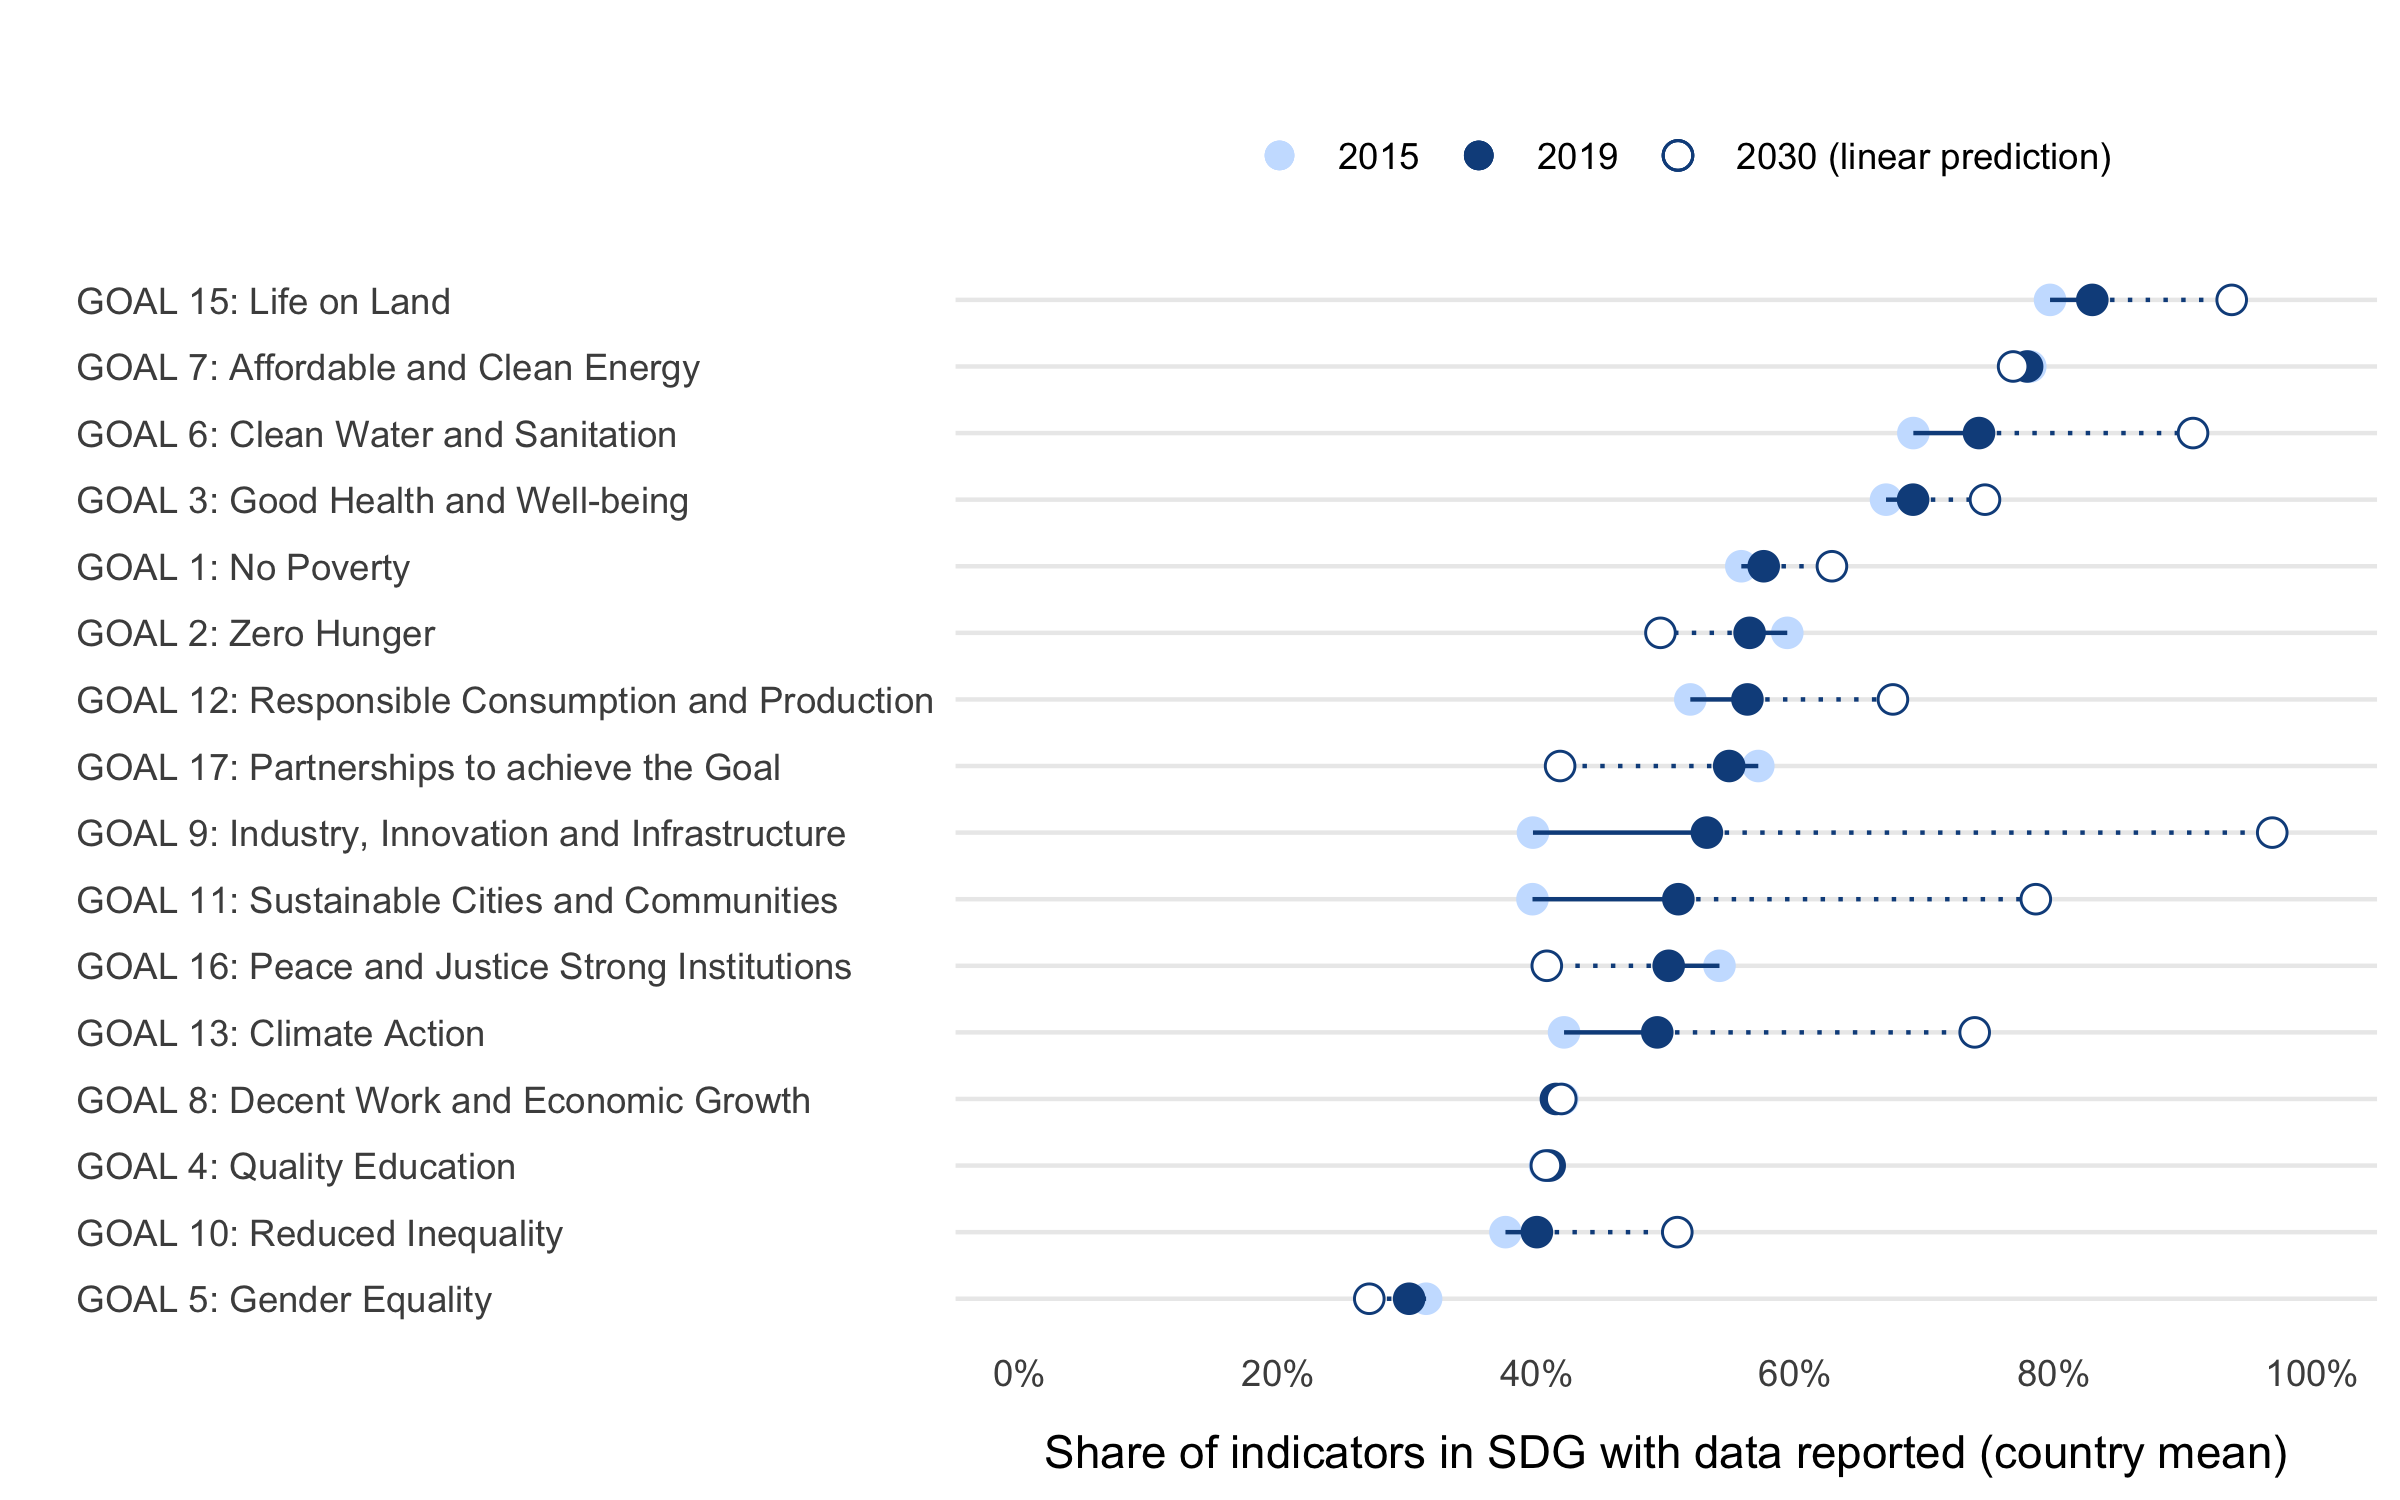 2015 2019 2030 (linear prediction)
GOAL 15: Life on Land
GOAL 7: Affordable and Clean Energy
GOAL 6: Clean Water and Sanitation
GOAL 3: Good Health and Well-being
GOAL 1: No Poverty
GOAL 2: Zero Hunger
GOAL 12: Responsible Consumption and Production
GOAL 17: Partnerships to achieve the Goal
GOAL 9: Industry, Innovation and Infrastructure
GOAL 11: Sustainable Cities and Communities
GOAL 16: Peace and Justice Strong Institutions
GOAL 13: Climate Action
GOAL 8: Decent Work and Economic Growth
GOAL 4: Quality Education
GOAL 10: Reduced Inequality
GOAL 5: Gender Equality
0% 20% 40% 60% 80% 100%
Share of indicators in SDG with data reported (country mean)